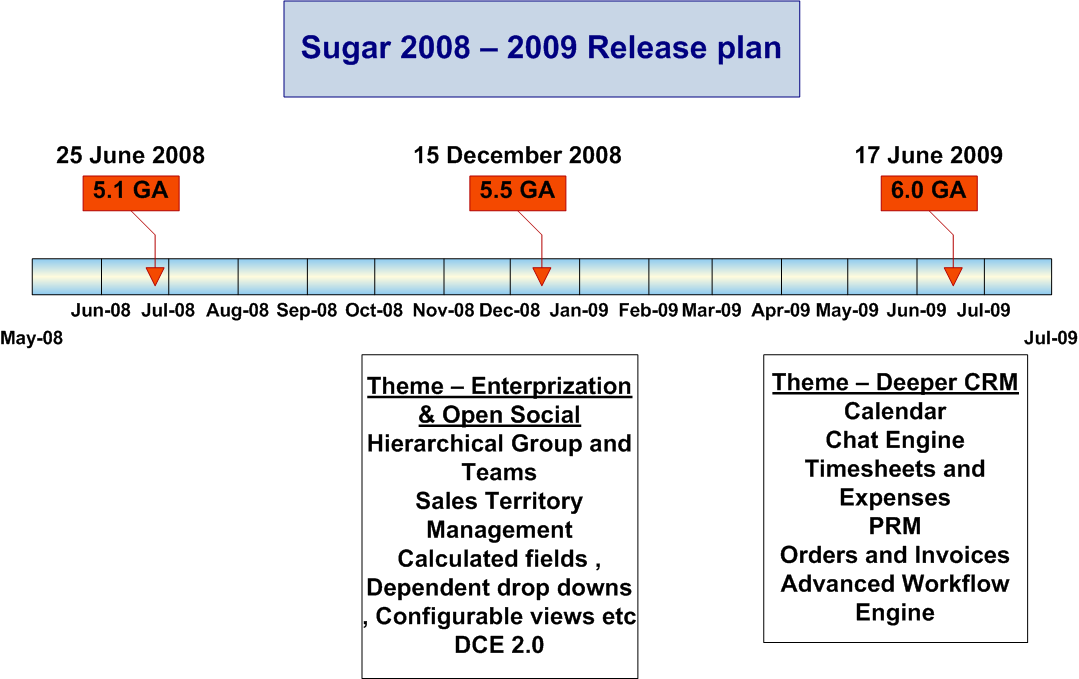 Sugar 2008 – 2009 Release plan
25 June 2008
15 December 2008
17 June 2009
5.1 GA
5.5 GA
6.0 GA
Jun-08
Jul-08
Aug-08
Sep-08
Oct-08
Nov-08
Dec-08
Jan-09
Feb-09
Mar-09
Apr-09
May-09
Jun-09
Jul-09
May-08
Jul-09
Theme – Enterprization
& Open Social
Hierarchical Group and
Teams
Sales Territory
Management
Calculated fields ,
Dependent drop downs
, Configurable views etc
DCE 2.0
Theme – Deeper CRM
Calendar
Chat Engine
Timesheets and
Expenses
PRM
Orders and Invoices
Advanced Workflow
Engine